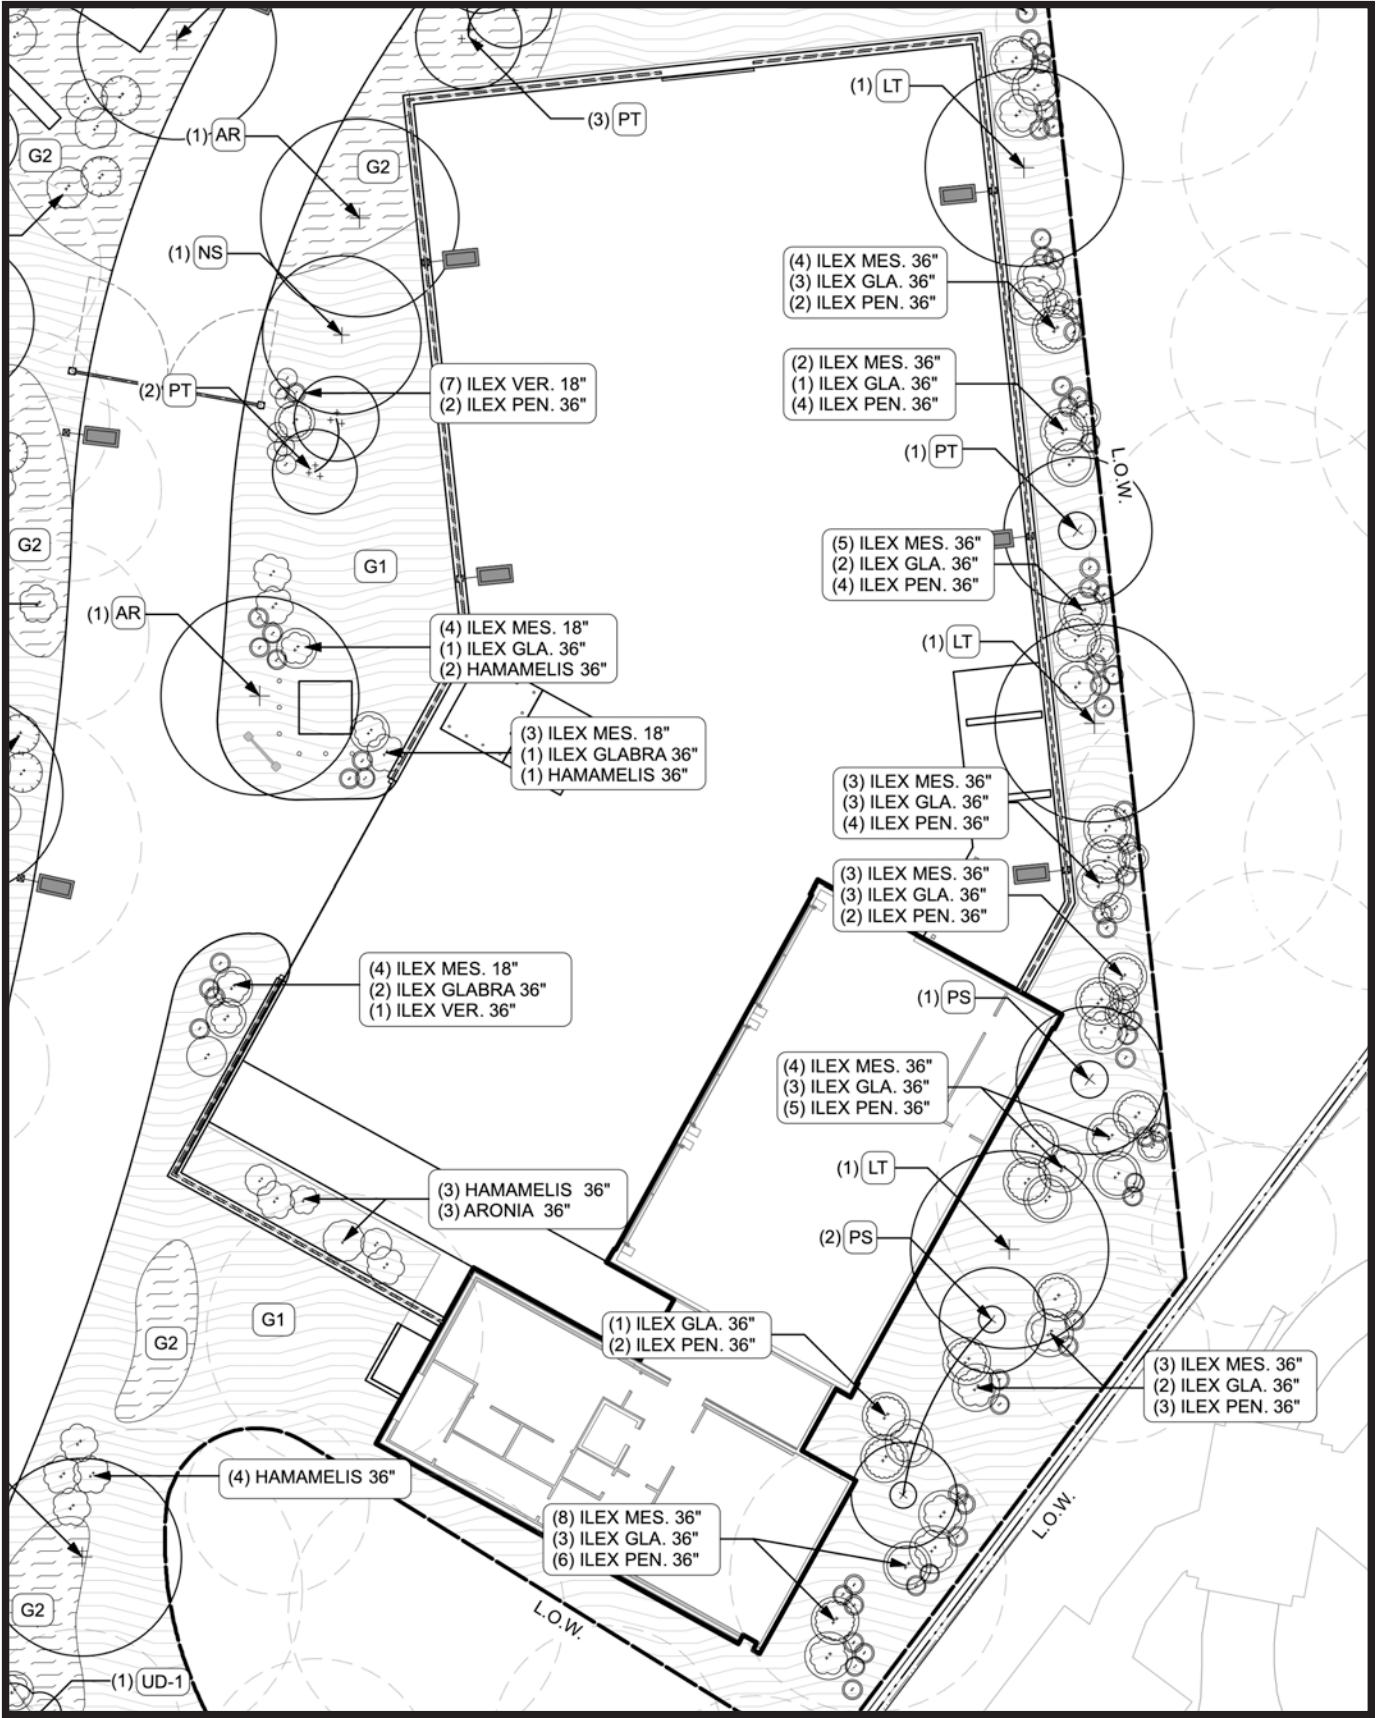 (1) LT
(3) PT
(1) AR
G2
G2
(1) NS
(4) ILEX MES. 36"
(3) ILEX GLA. 36"
(2) ILEX PEN. 36"
(2) PT
(7) ILEX VER. 18"
(2) ILEX PEN. 36"
(2) ILEX MES. 36"
(1) ILEX GLA. 36"
(4) ILEX PEN. 36"
(1) PT
L.O.W.
G2
G1
(5) ILEX MES. 36"
(2) ILEX GLA. 36"
(4) ILEX PEN. 36"
(1) AR
(4) ILEX MES. 18"
(1) ILEX GLA. 36"
(2) HAMAMELIS 36"
(1) LT
(3) ILEX MES. 18"
(1) ILEX GLABRA 36"
(1) HAMAMELIS 36"
(3) ILEX MES. 36"
(3) ILEX GLA. 36"
(4) ILEX PEN. 36"
(3) ILEX MES. 36"
(3) ILEX GLA. 36"
(2) ILEX PEN. 36"
(4) ILEX MES. 18"
(2) ILEX GLABRA 36"
(1) ILEX VER. 36"
(1) PS
(4) ILEX MES. 36"
(3) ILEX GLA. 36"
(5) ILEX PEN. 36"
(1) LT
(3) HAMAMELIS 36"
(3) ARONIA 36"
(2) PS
G1
G2
(1) ILEX GLA. 36"
(2) ILEX PEN. 36"
(3) ILEX MES. 36"
(2) ILEX GLA. 36"
(3) ILEX PEN. 36"
(4) HAMAMELIS 36"
(8) ILEX MES. 36"
(3) ILEX GLA. 36"
(6) ILEX PEN. 36"
L.O.W.
G2
L.O.W.
(1) UD-1